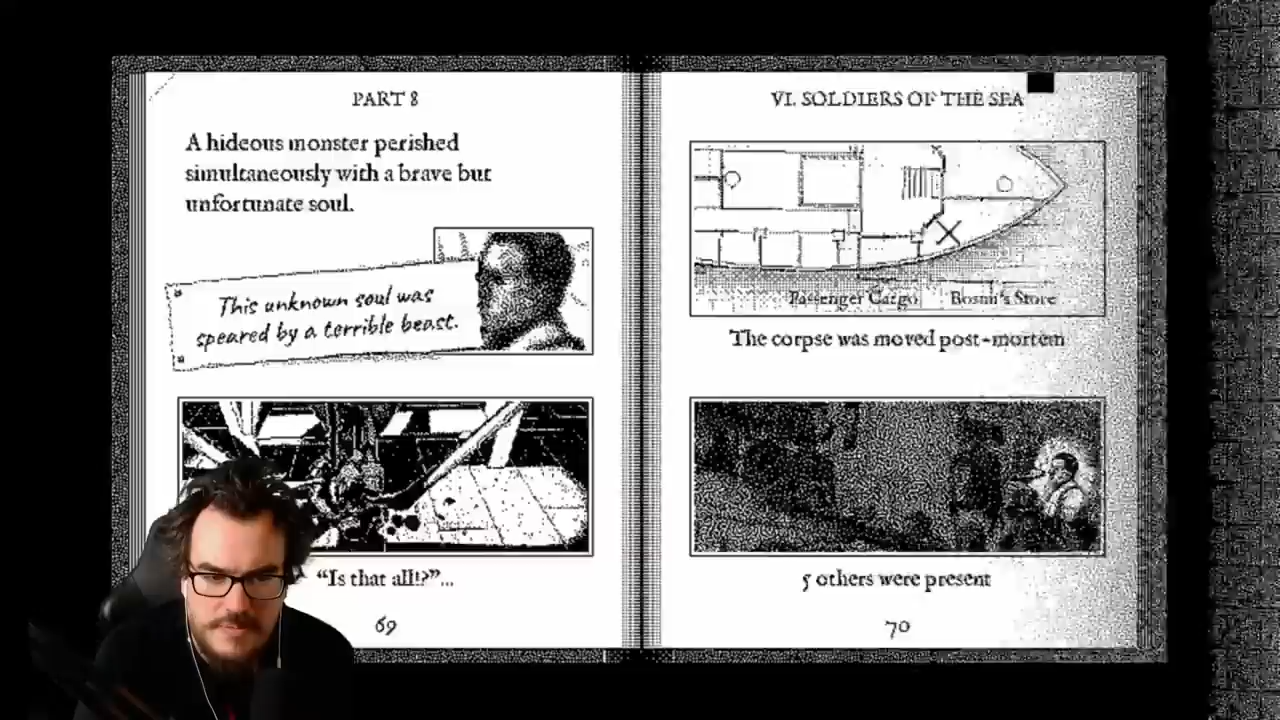 PART 8
A hideous monster perished
simultaneously with a brave but
unfortunate soul.
This unknown soul was
speared by a terrible beast.
"Is that all!?"...
69
VI. SOLDIERS OF THE SEA
Passenger Cargo
Bosun's Store
The corpse was moved post-mortem
5 others were present
70